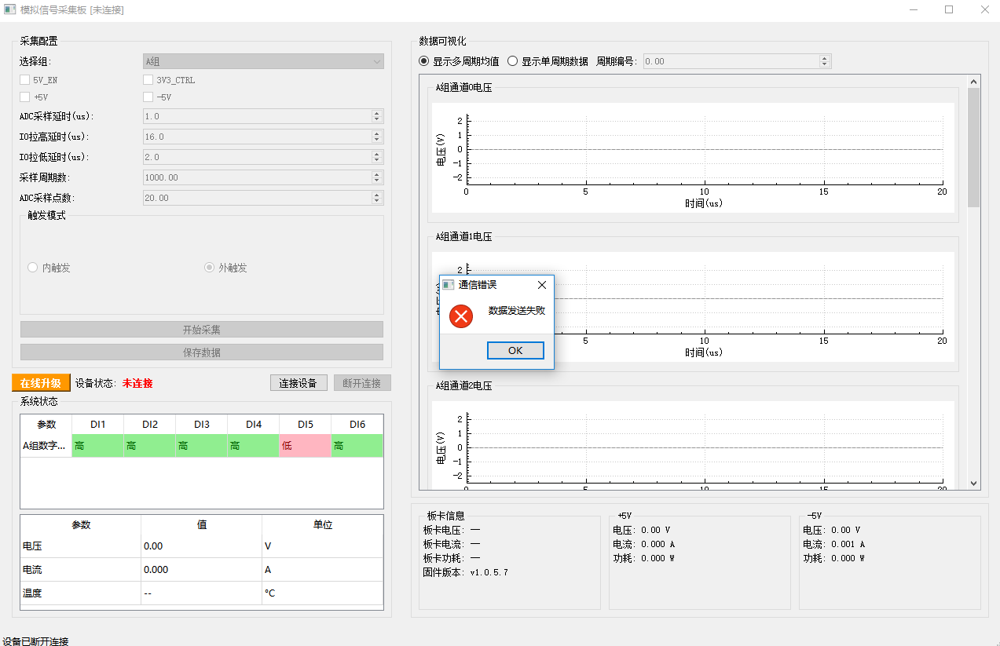 模拟信号采集板 [未连接]
采集配置
选择组: A组
5V_EN 3V3_CTRL
+5V -5V
ADC采样延时(us): 1.0
IO拉高延时(us): 16.0
IO拉低延时(us): 2.0
采样周期数: 1000.00
ADC采样点数: 20.00
触发模式
内触发 外触发
开始采集
保存数据
在线升级 设备状态: 未连接 连接设备 断开连接
系统状态
参数 DI1 DI2 DI3 DI4 DI5 DI6
A组数字... 高 高 高 高 低 高
参数 值 单位
电压 0.00 V
电流 0.000 A
温度 -- °C
数据可视化
显示多周期均值 显示单周期数据 周期编号: 0.00
A组通道0电压
电压(V)
2
1
0
-1
-2
0 5 10 15 20
时间(us)
A组通道1电压
2
5 10 15 20
时间(us)
通信错误
数据发送失败
OK
A组通道2电压
电压(V)
2
1
0
-1
-2
0 5 10 15 20
板卡信息
板卡电压: —
板卡电流: —
板卡功耗: —
固件版本: v1.0.5.7
+5V
电压: 0.00 V
电流: 0.000 A
功耗: 0.000 W
-5V
电压: 0.00 V
电流: 0.001 A
功耗: 0.000 W
设备已断开连接